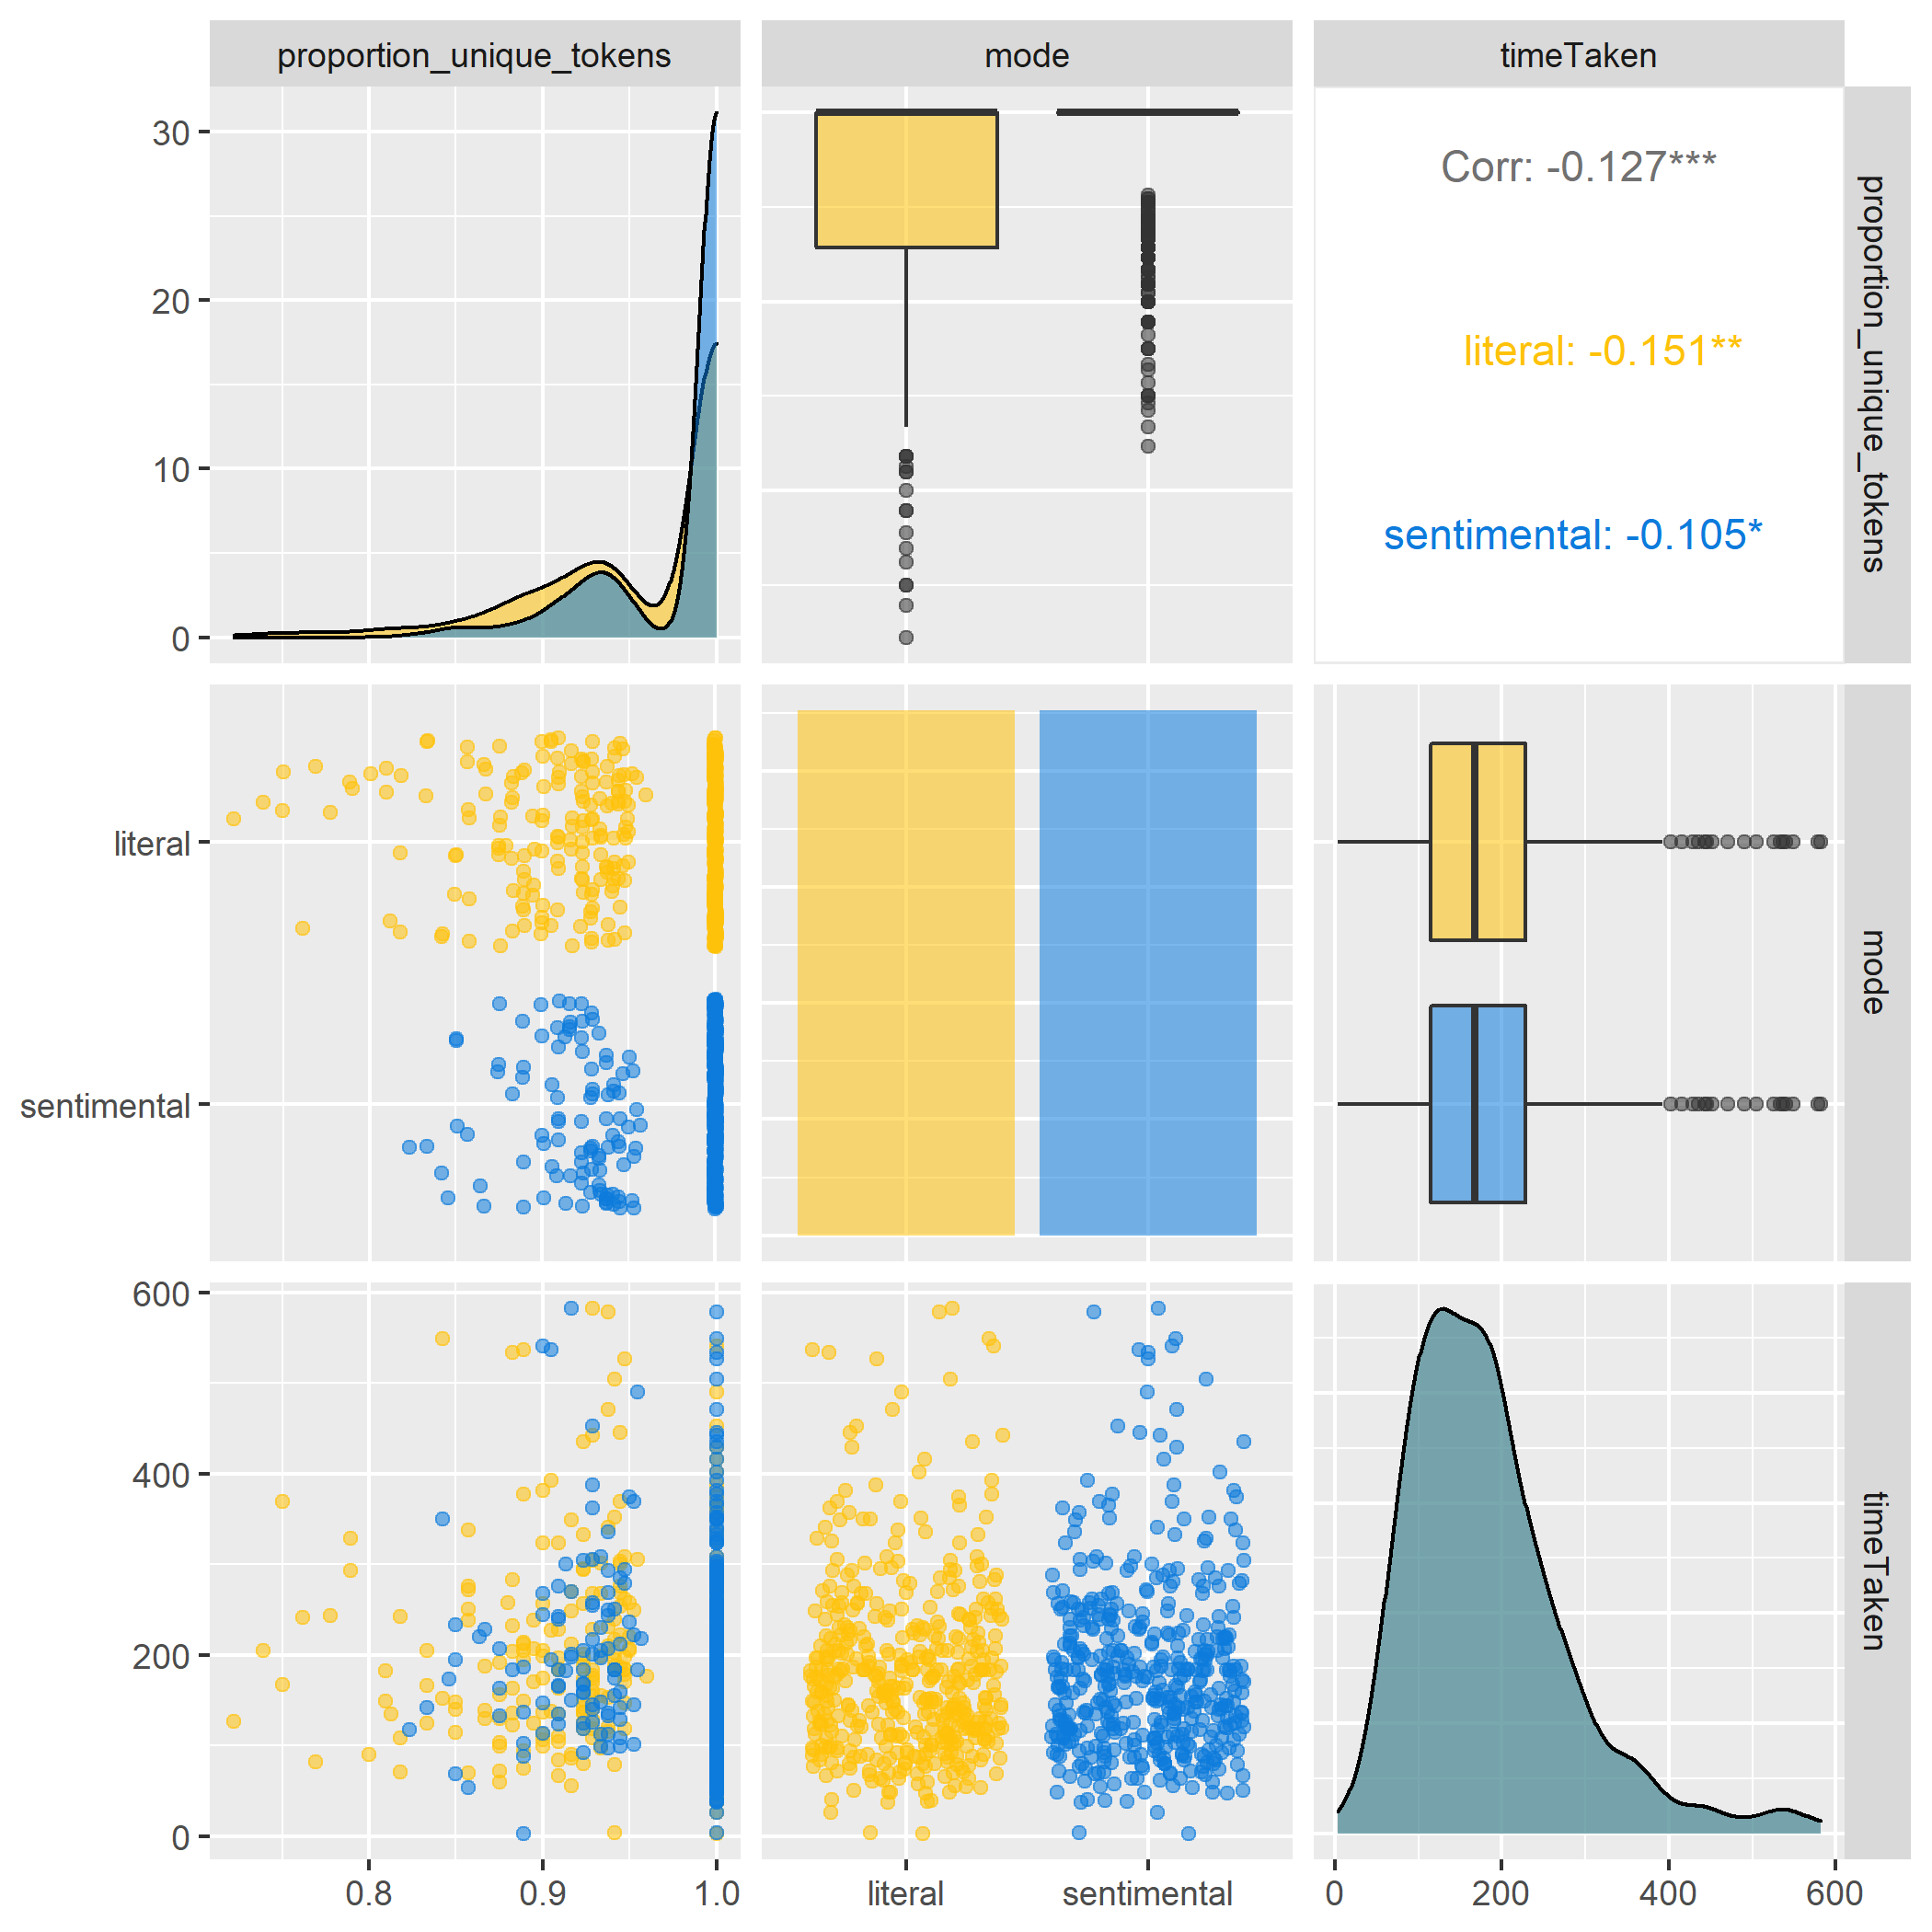 proportion_unique_tokens
mode
timeTaken
30
20
10
0
Corr: -0.127***
literal: -0.151**
sentimental: -0.105*
proportion_unique_tokens
literal
sentimental
mode
600
400
200
0
timeTaken
0.8
0.9
1.0
literal
sentimental
0
200
400
600